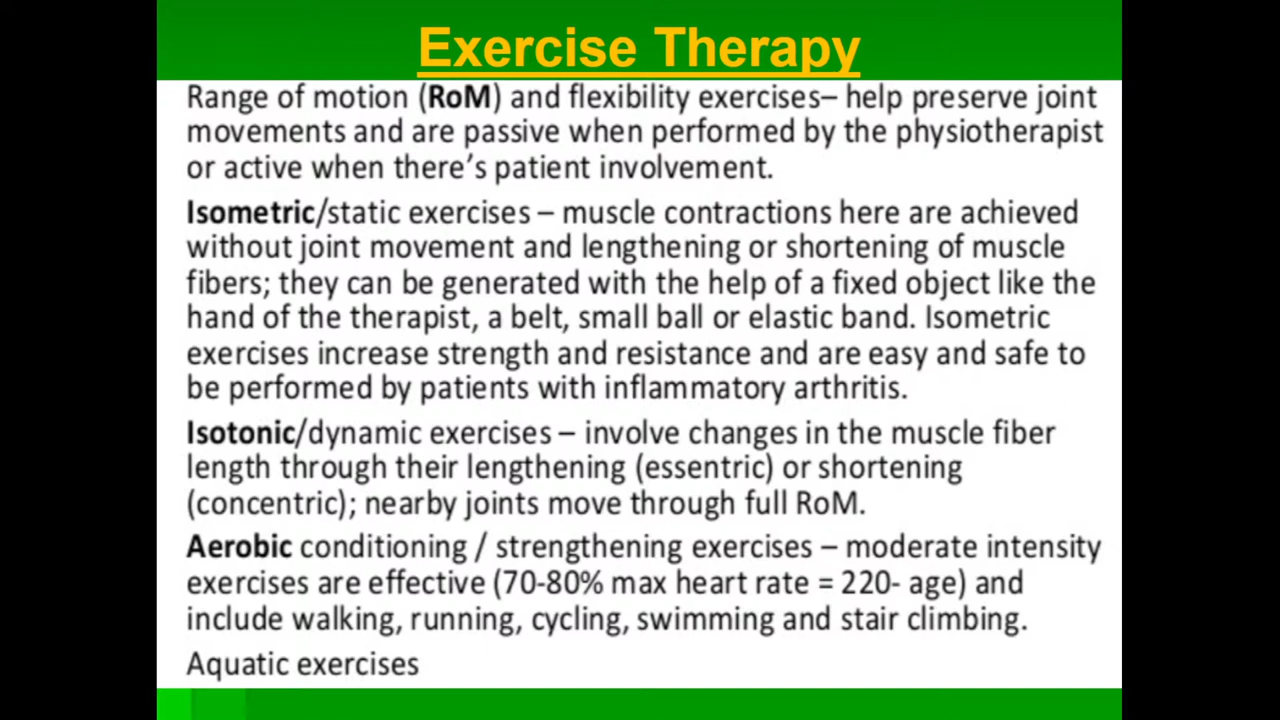 Exercise Therapy
Range of motion (RoM) and flexibility exercises– help preserve joint
movements and are passive when performed by the physiotherapist
or active when there’s patient involvement.
Isometric/static exercises – muscle contractions here are achieved
without joint movement and lengthening or shortening of muscle
fibers; they can be generated with the help of a fixed object like the
hand of the therapist, a belt, small ball or elastic band. Isometric
exercises increase strength and resistance and are easy and safe to
be performed by patients with inflammatory arthritis.
Isotonic/dynamic exercises – involve changes in the muscle fiber
length through their lengthening (essentric) or shortening
(concentric); nearby joints move through full RoM.
Aerobic conditioning / strengthening exercises – moderate intensity
exercises are effective (70-80% max heart rate = 220- age) and
include walking, running, cycling, swimming and stair climbing.
Aquatic exercises